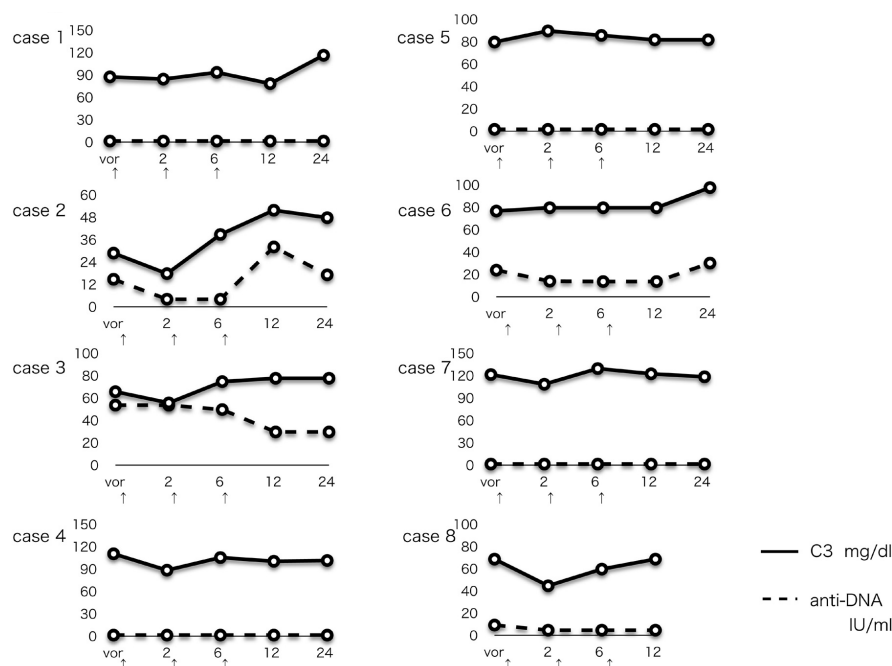 case 1
150
120
90
60
30
0
vor 2 6 12 24
↑ ↑ ↑
case 2
60
48
36
24
12
0
vor 2 6 12 24
↑ ↑ ↑
case 3
100
80
60
40
20
0
vor 2 6 12 24
↑ ↑ ↑
case 4
150
120
90
60
30
0
vor 2 6 12 24
↑ ↑ ↑
case 5
100
80
60
40
20
0
vor 2 6 12 24
↑ ↑ ↑
case 6
100
80
60
40
20
0
vor 2 6 12 24
↑ ↑ ↑
case 7
150
120
90
60
30
0
vor 2 6 12 24
↑ ↑ ↑
case 8
100
80
60
40
20
0
vor 2 6 12
↑ ↑ ↑
C3 mg/dl
anti-DNA
IU/ml